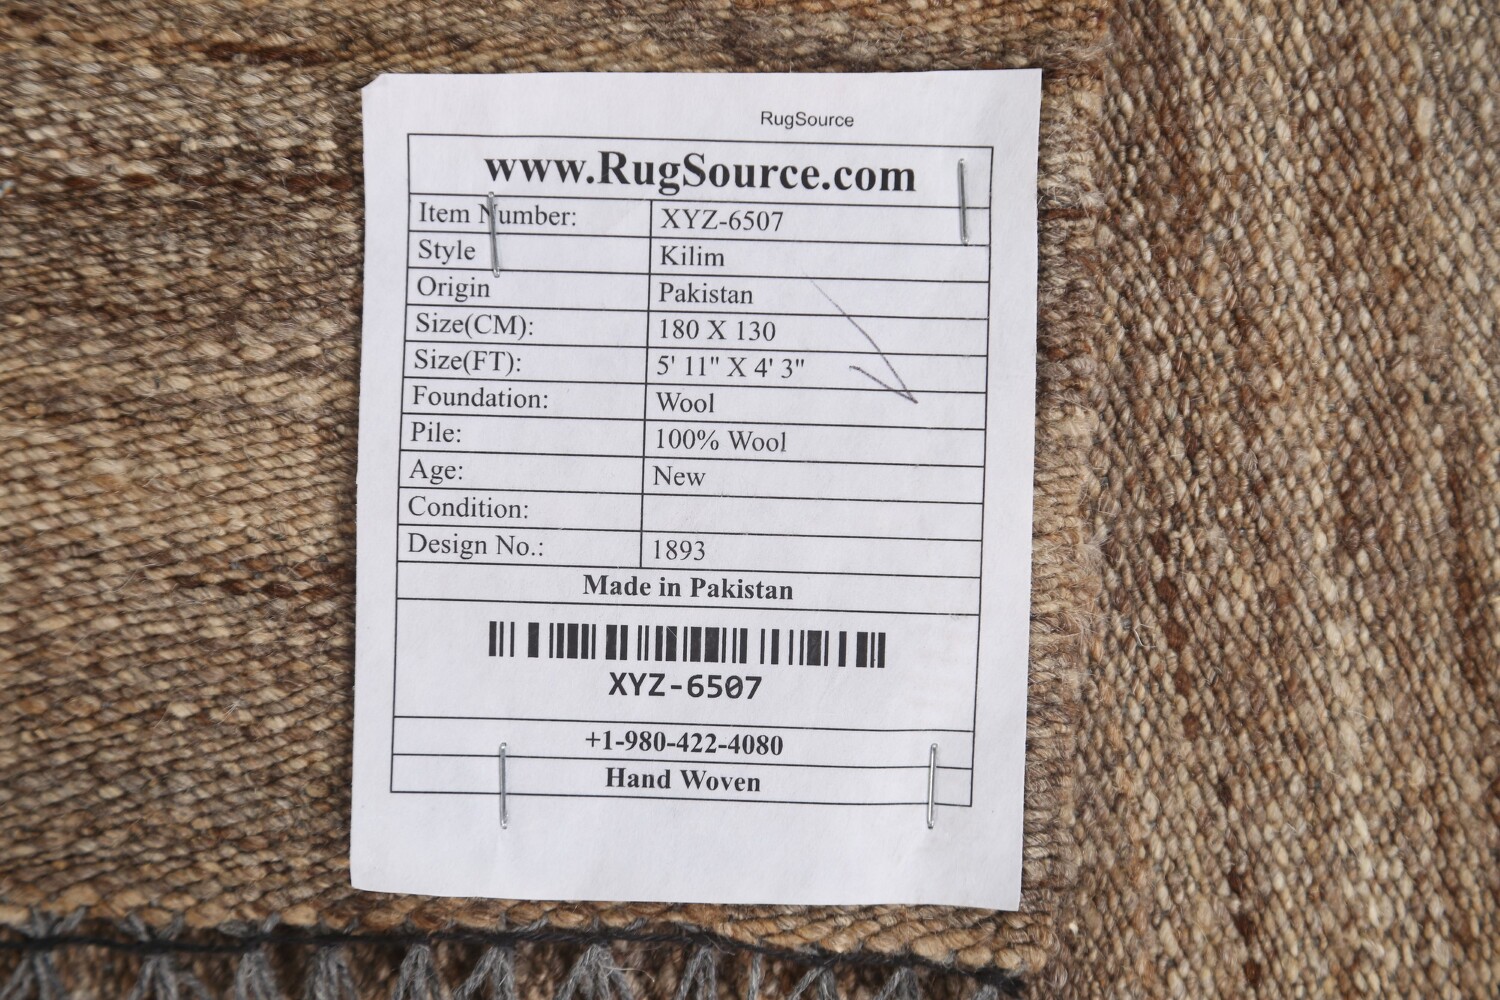 RugSource
www.RugSource.com
Item Number: XYZ-6507
Style Kilim
Origin Pakistan
Size(CM): 180 X 130
Size(FT): 5' 11" X 4' 3"
Foundation: Wool
Pile: 100% Wool
Age: New
Condition:
Design No.: 1893
Made in Pakistan
XYZ-6507
+1-980-422-4080
Hand Woven